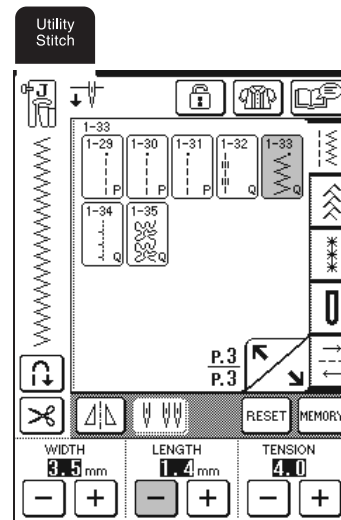 Utility
Stitch
J
1-33
1-29 1-30 1-31 1-32 1-33
P P P Q Q
1-34 1-35
Q Q
P.3
P.3
RESET MEMORY
WIDTH LENGTH TENSION
3.5 mm 1.4 mm 4.0
− + − + − +